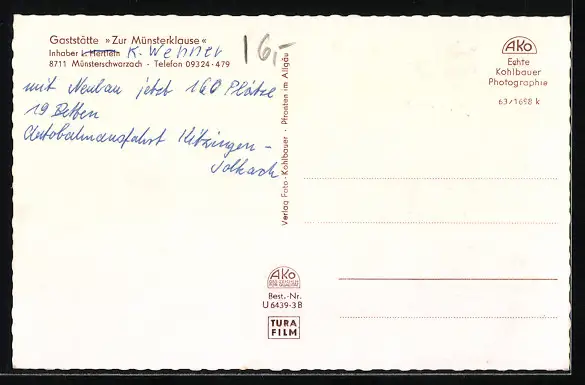 Gaststätte »Zur Münsterklause«
Inhaber L. Hertlein K. Wehner
8711 Münsterschwarzach - Telefon 09324-479
16,-
mit Neubau jetzt 160 Plätze
19 Betten
Autobahnausfahrt Kitzingen -
Volkach
Verlag Foto-Kohlbauer · Pfronten im Allgäu
AKO
Echte
Kohlbauer
Photographie
63/1698 k
AKO
Best.-Nr.
U 6439-3 B
TURA
FILM